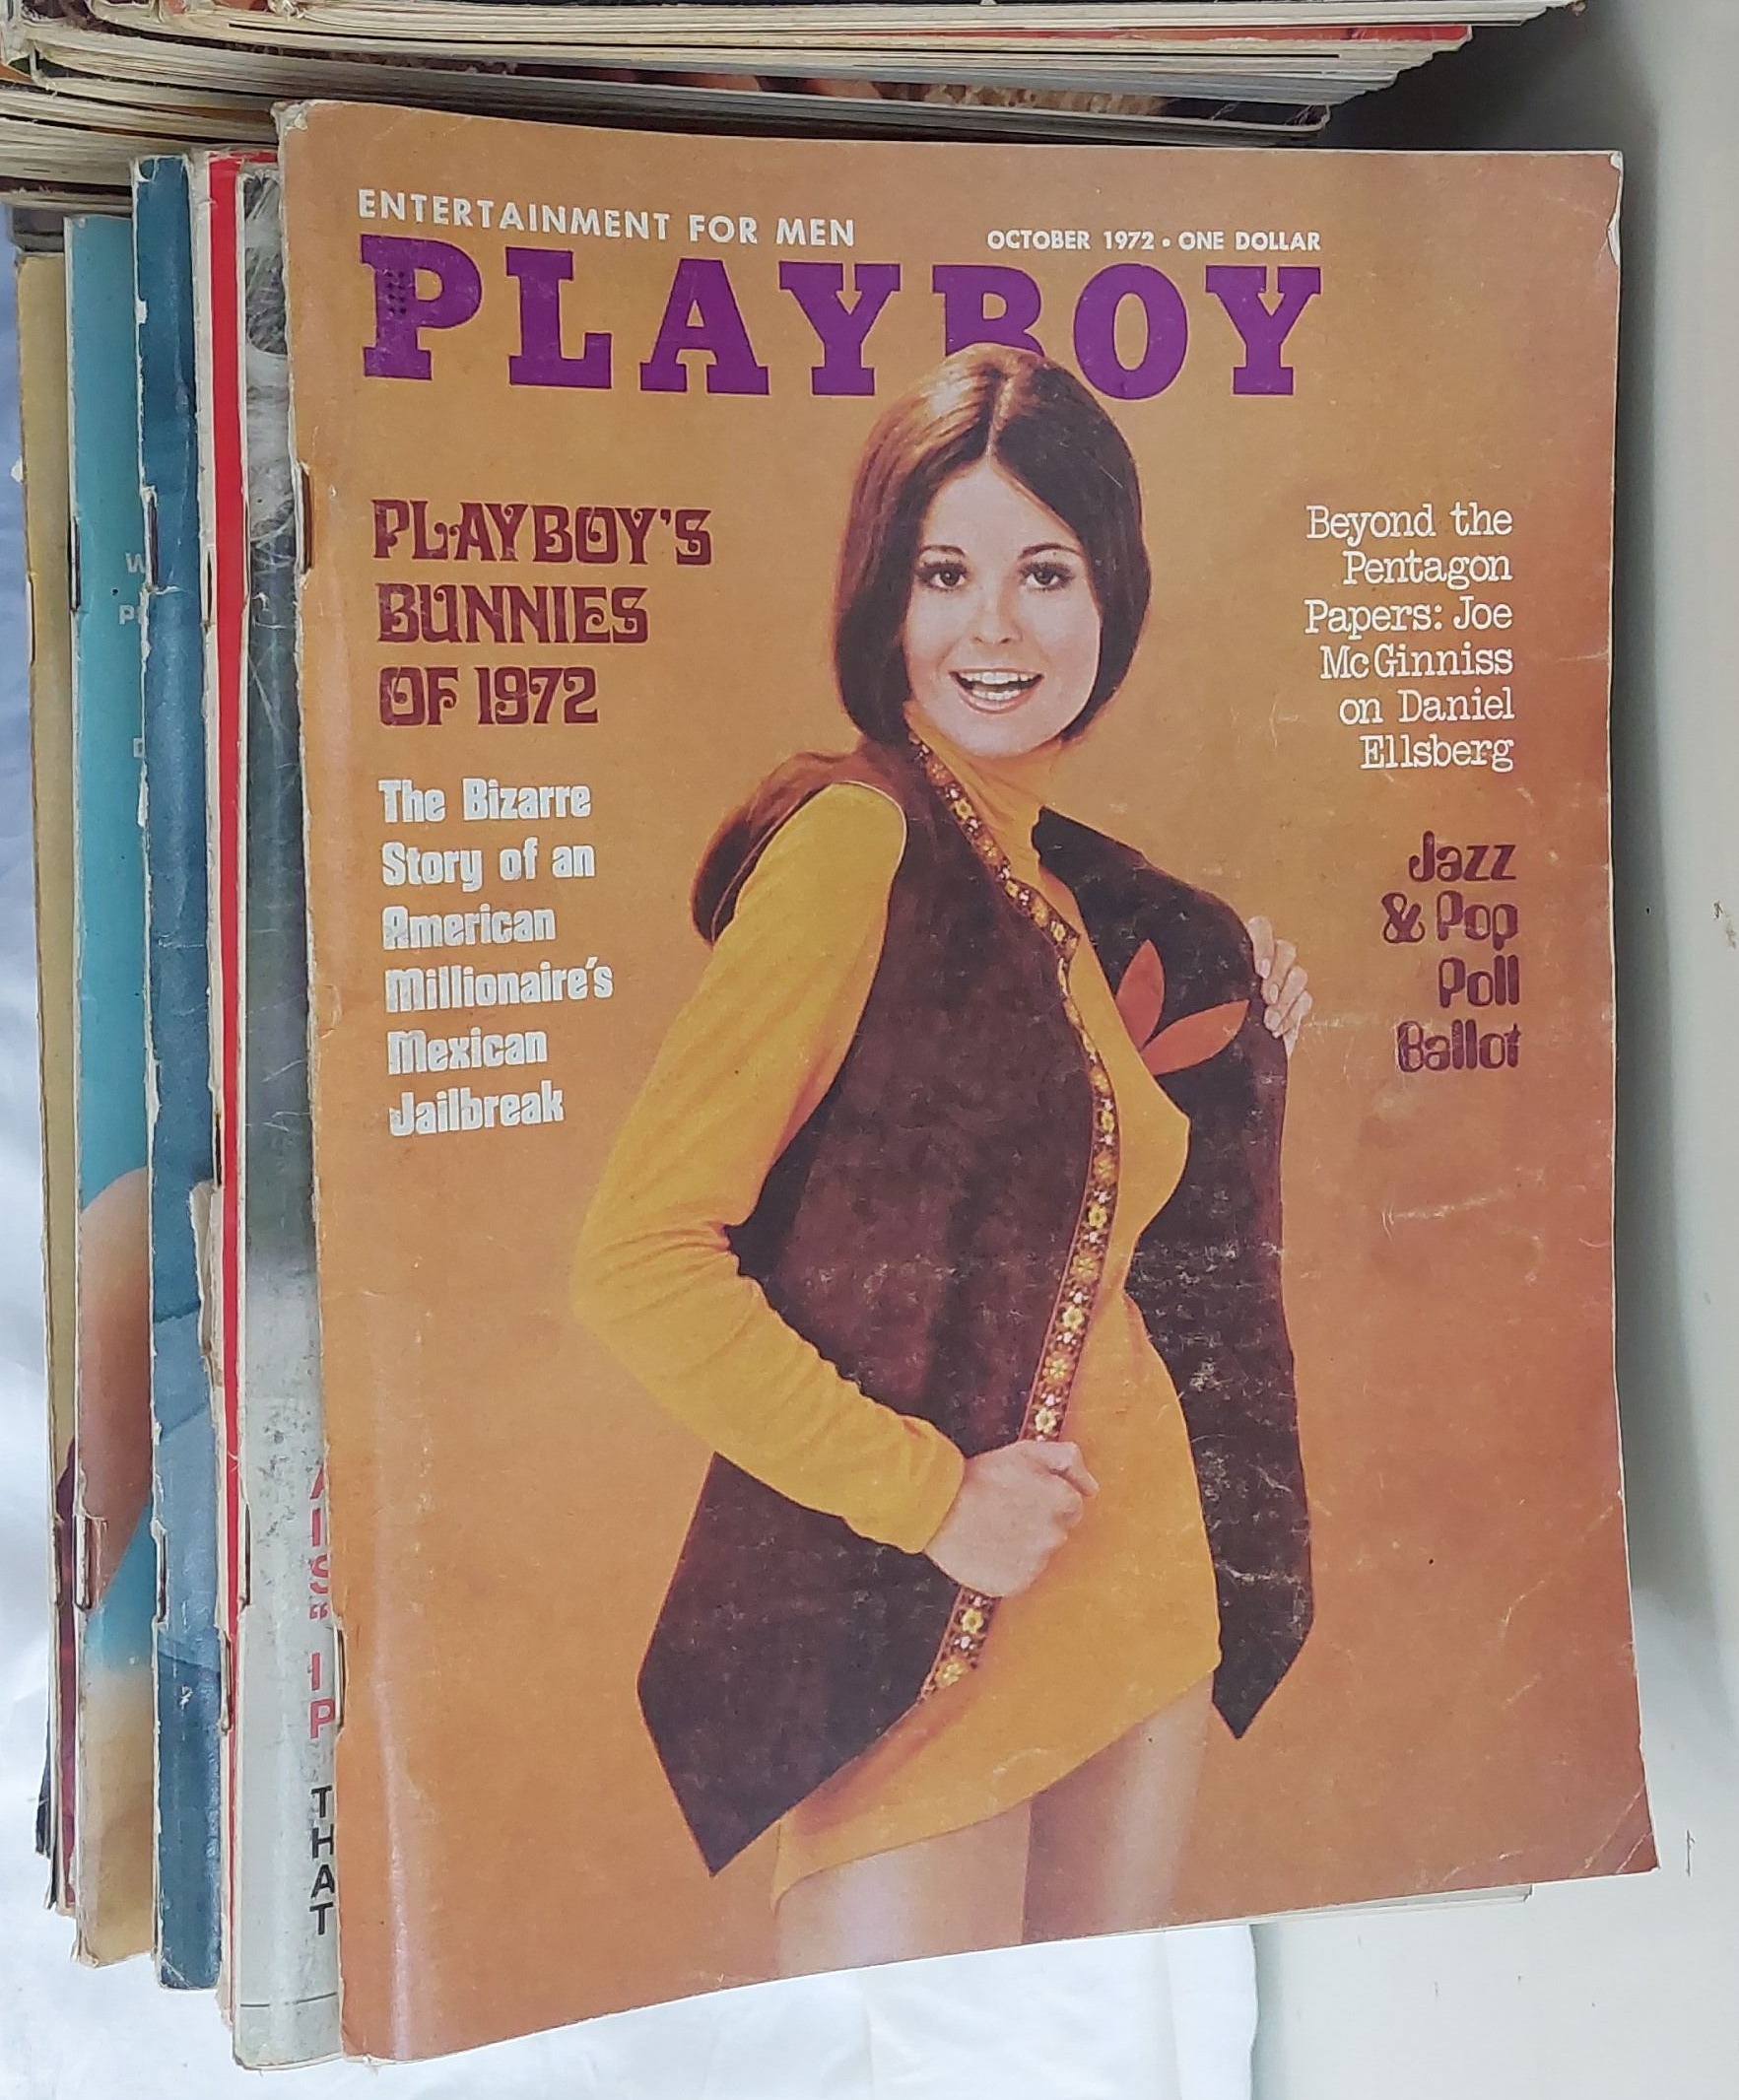 ENTERTAINMENT FOR MEN
OCTOBER 1972 • ONE DOLLAR
PLAYBOY
PLAYBOY'S
BUNNIES
OF 1972
The Bizarre
Story of an
American
Millionaire's
Mexican
Jailbreak
Beyond the
Pentagon
Papers: Joe
McGinniss
on Daniel
Ellsberg
Jazz
& Pop
Poll
Ballot
THAT